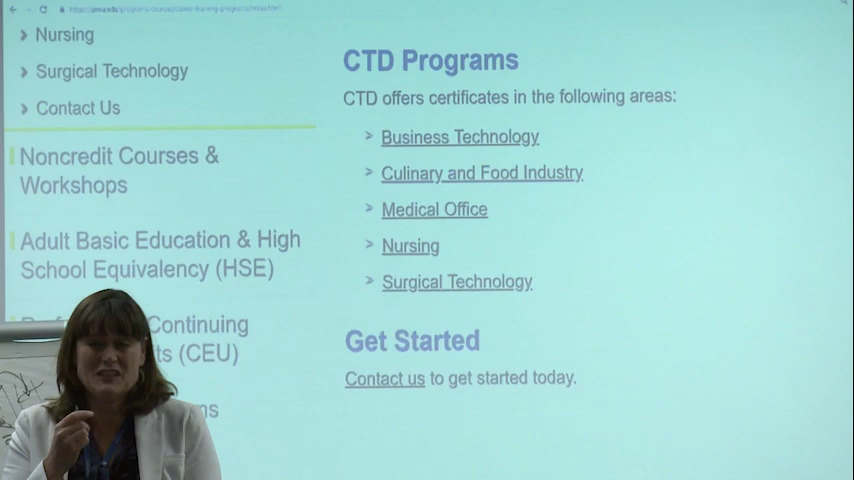 Nursing
Surgical Technology
Contact Us
Noncredit Courses &
Workshops
Adult Basic Education & High
School Equivalency (HSE)
Continuing
(CEU)
CTD Programs
CTD offers certificates in the following areas:
> Business Technology
> Culinary and Food Industry
> Medical Office
> Nursing
> Surgical Technology
Get Started
Contact us to get started today.